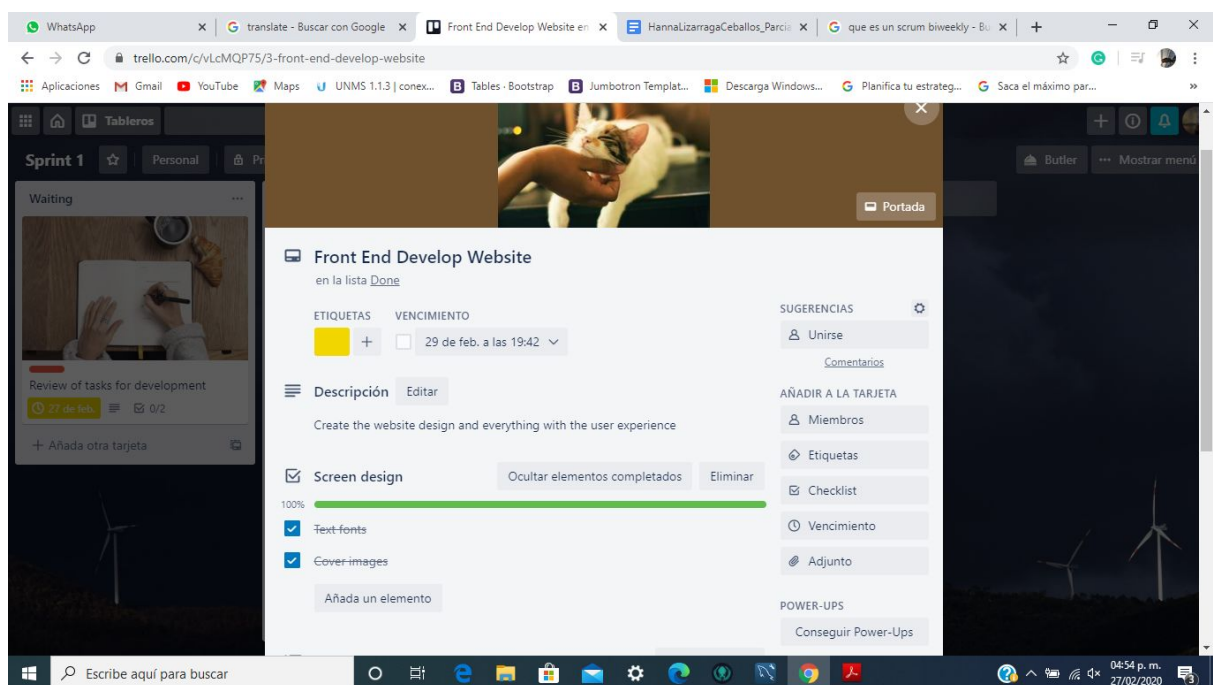 WhatsApp
translate - Buscar con Google
Front End Develop Website en
HannaLizarragaCeballos_Parcia
que es un scrum biweekly - Bu
trello.com/c/vLcMQP75/3-front-end-develop-website
Aplicaciones Gmail YouTube Maps UNMS 1.1.3 | conex... Tables · Bootstrap Jumbotron Templat... Descarga Windows... Planifica tu estrateg... Saca el máximo par... »
Tableros
Sprint 1 Personal Pr Butler ... Mostrar menú
Waiting ...
Portada
Front End Develop Website
en la lista Done
ETIQUETAS VENCIMIENTO
+ 29 de feb. a las 19:42
Descripción Editar
Create the website design and everything with the user experience
Screen design Ocultar elementos completados Eliminar
100%
Text fonts
Cover images
Añada un elemento
SUGERENCIAS
Unirse
Comentarios
AÑADIR A LA TARJETA
Miembros
Etiquetas
Checklist
Vencimiento
Adjunto
POWER-UPS
Conseguir Power-Ups
Review of tasks for development
27 de feb. 0/2
+ Añada otra tarjeta
Escribe aquí para buscar
04:54 p. m.
27/02/2020
3